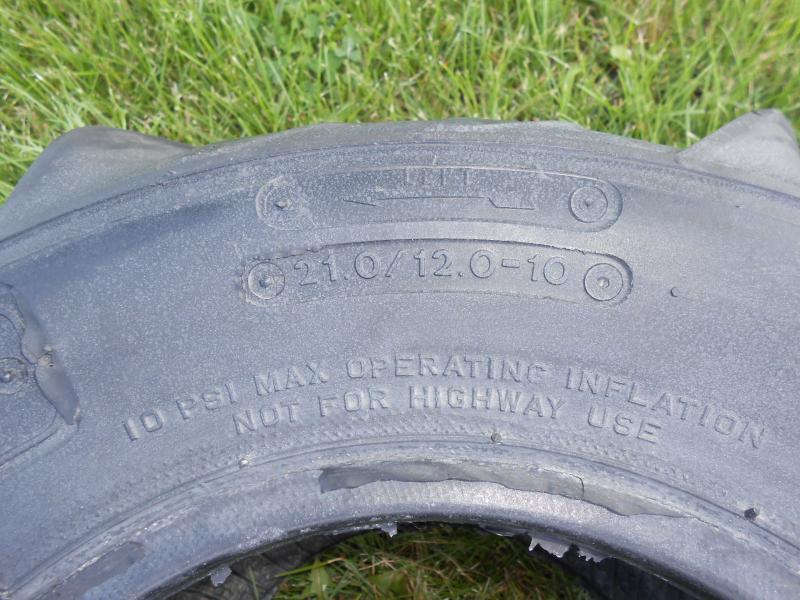 21.0/12.0-10
10 PSI MAX OPERATING INFLATION
NOT FOR HIGHWAY USE